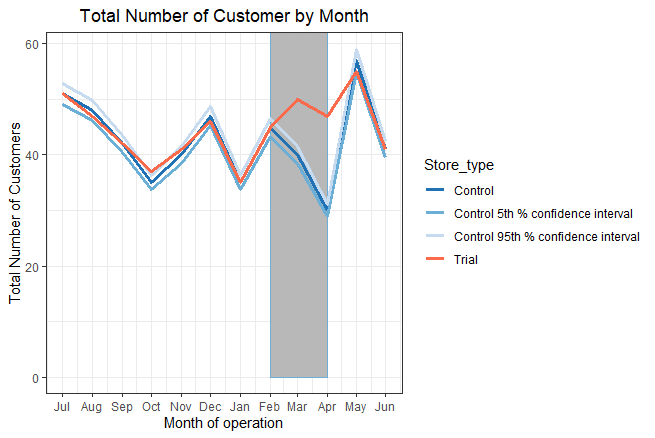 Total Number of Customer by Month
Total Number of Customers
60
40
20
0
Jul Aug Sep Oct Nov Dec Jan Feb Mar Apr May Jun
Month of operation
Store_type
Control
Control 5th % confidence interval
Control 95th % confidence interval
Trial